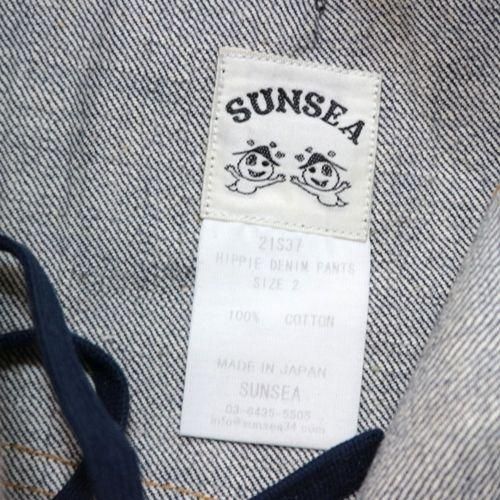 SUNSEA
21S37
HIPPIE DENIM PANTS
SIZE 2
100% COTTON
MADE IN JAPAN
SUNSEA
03-6435-5505
info@sunsea34.com